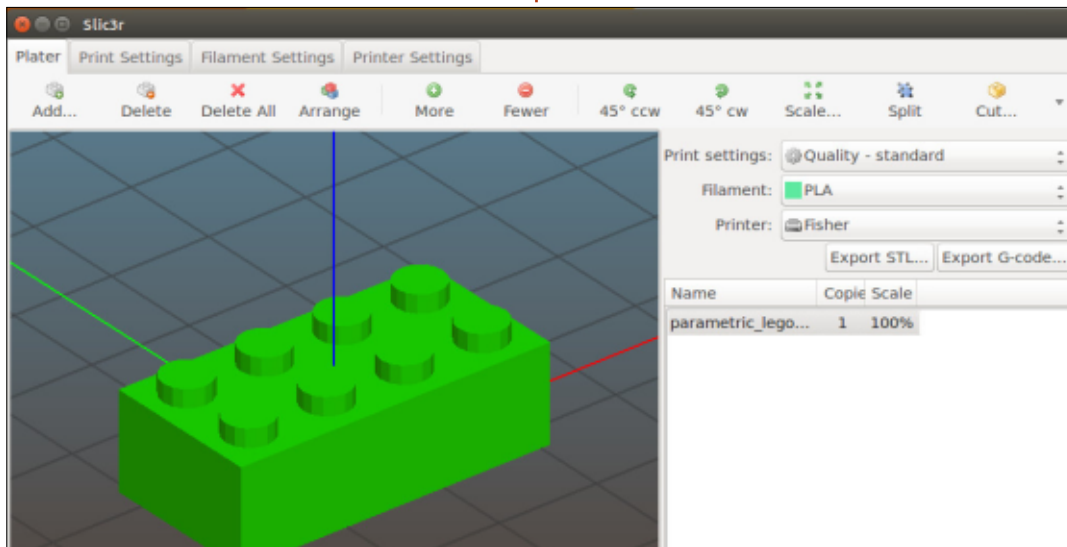 Slic3r
Plater Print Settings Filament Settings Printer Settings
Add... Delete Delete All Arrange More Fewer 45° ccw 45° cw Scale... Split Cut...
Print settings: Quality - standard
Filament: PLA
Printer: Fisher
Export STL... Export G-code...
Name Copie Scale
parametric_lego... 1 100%